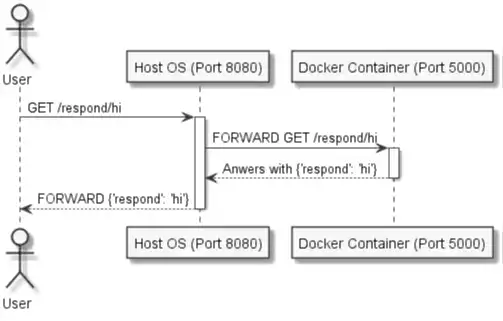 User
Host OS (Port 8080)
Docker Container (Port 5000)
GET /respond/hi
FORWARD GET /respond/hi
Anwers with {'respond': 'hi'}
FORWARD {'respond': 'hi'}
User
Host OS (Port 8080)
Docker Container (Port 5000)